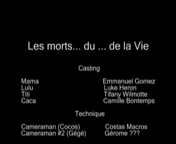 Les morts... du ... de la Vie
Casting
Mama Emmanuel Gomez
Lulu Luke Heron
Titi Tifany Wilmotte
Caca Camille Bontemps
Technique
Cameraman (Cocos) Costas Macros
Cameraman #2 (Gégé) Gérome ???